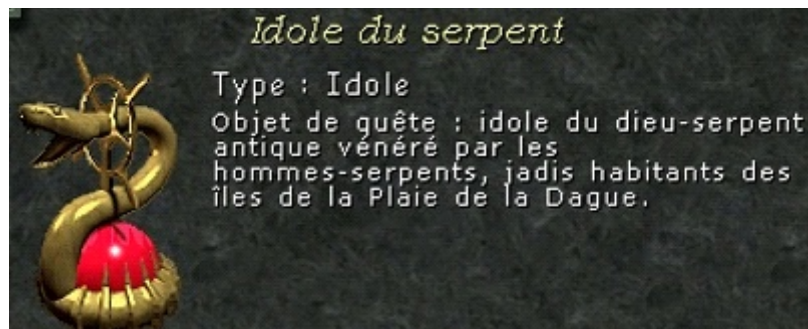 Idole du serpent
Type : Idole
Objet de quête : idole du dieu-serpent
antique vénéré par les
hommes-serpents, jadis habitants des
îles de la Plaie de la Dague.